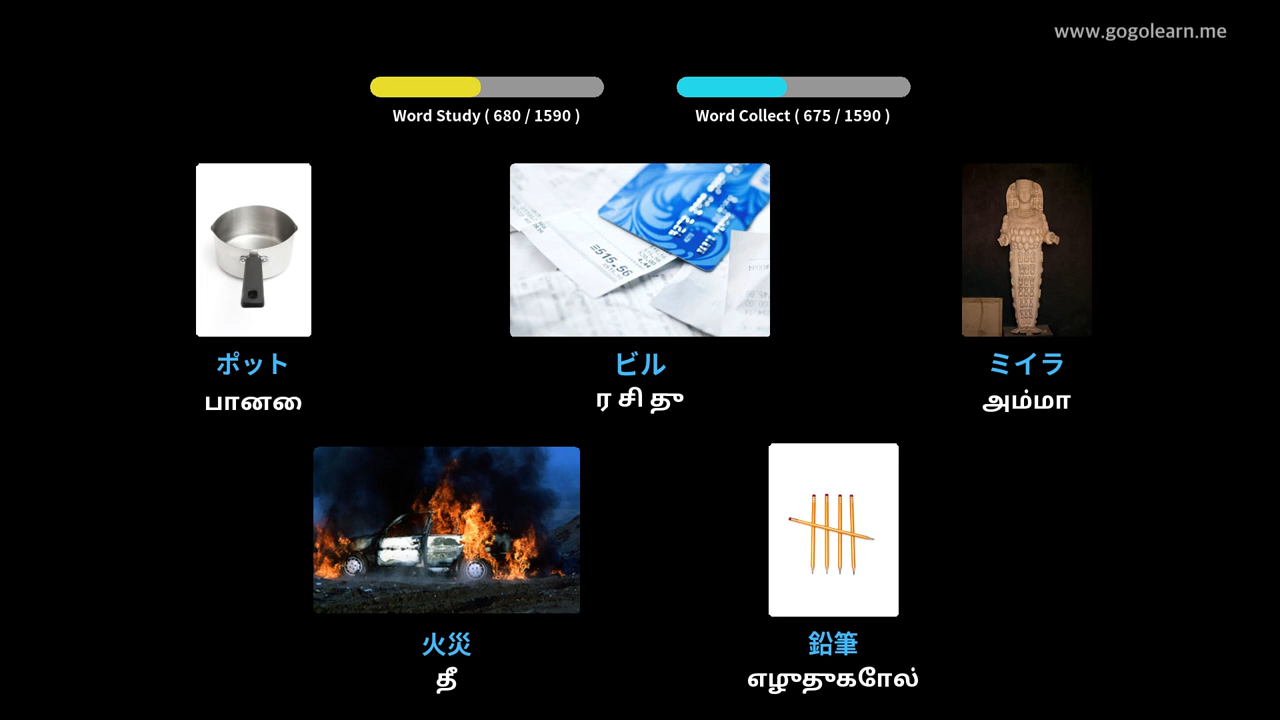 www.gogolearn.me
Word Study ( 680 / 1590 )
Word Collect ( 675 / 1590 )
ポット
பானை
ビル
ர சி து
ミイラ
அம்மா
火災
தீ
鉛筆
எழுதுகோல்